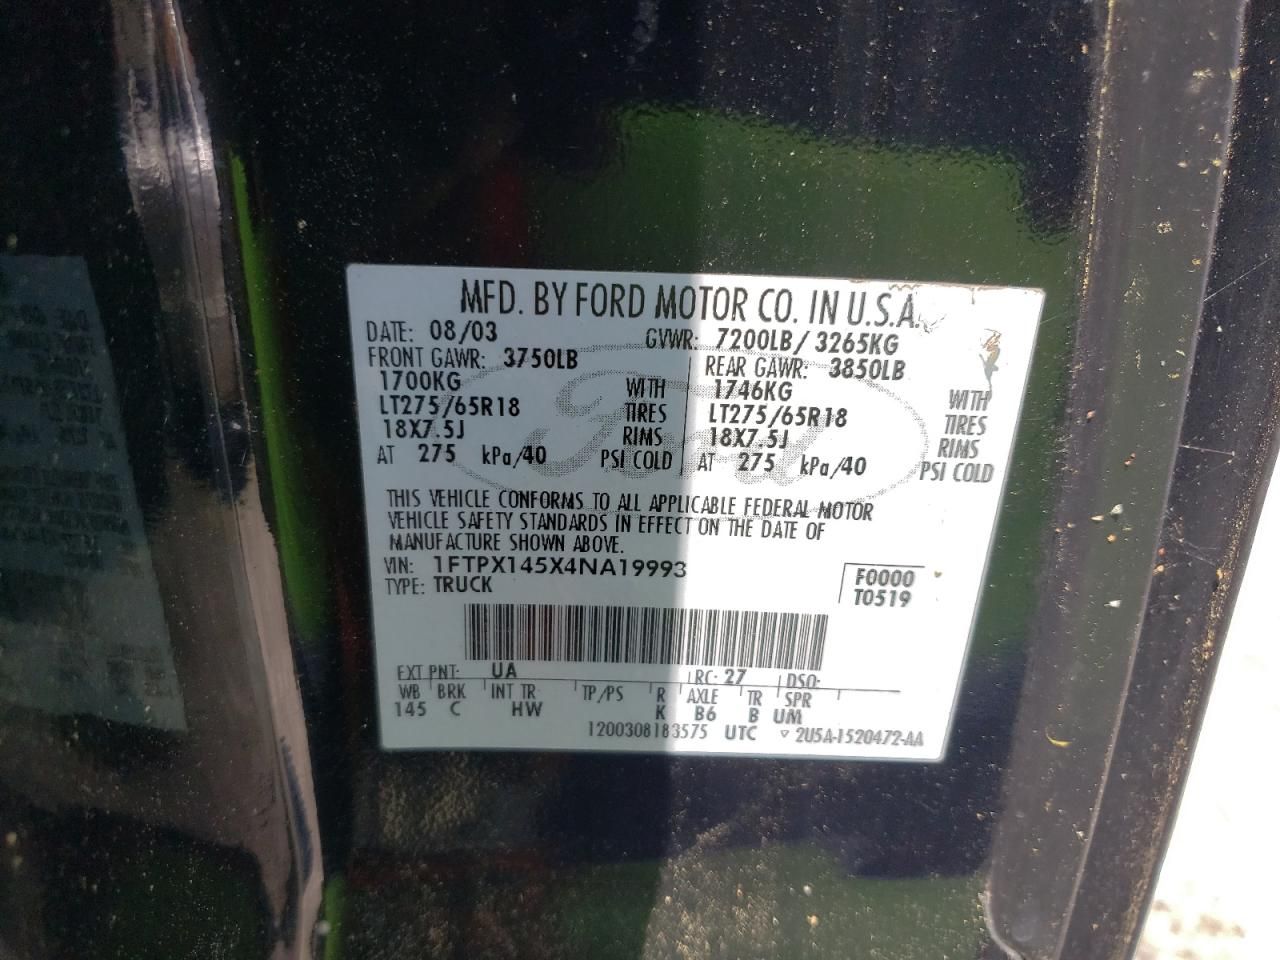 MFD. BY FORD MOTOR CO. IN U.S.A.
DATE: 08/03 GVWR: 7200LB/ 3265KG
FRONT GAWR: 3750LB REAR GAWR: 3850LB
1700KG WITH 1746KG WITH
LT275/65R18 TIRES LT275/65R18 TIRES
18X7.5J RIMS 18X7.5J RIMS
AT 275 kPa/40 PSI COLD AT 275 kPa/40 PSI COLD
Ford
THIS VEHICLE CONFORMS TO ALL APPLICABLE FEDERAL MOTOR
VEHICLE SAFETY STANDARDS IN EFFECT ON THE DATE OF
MANUFACTURE SHOWN ABOVE.
VIN: 1FTPX145X4NA19993 F0000
TYPE: TRUCK T0519
EXT PNT: UA RC: 27 DSO:
WB BRK INT TR TP/PS R AXLE TR SPR
145 C HW K B6 B UM
1200308183575 UTC ▽ 2U5A-1520472-AA